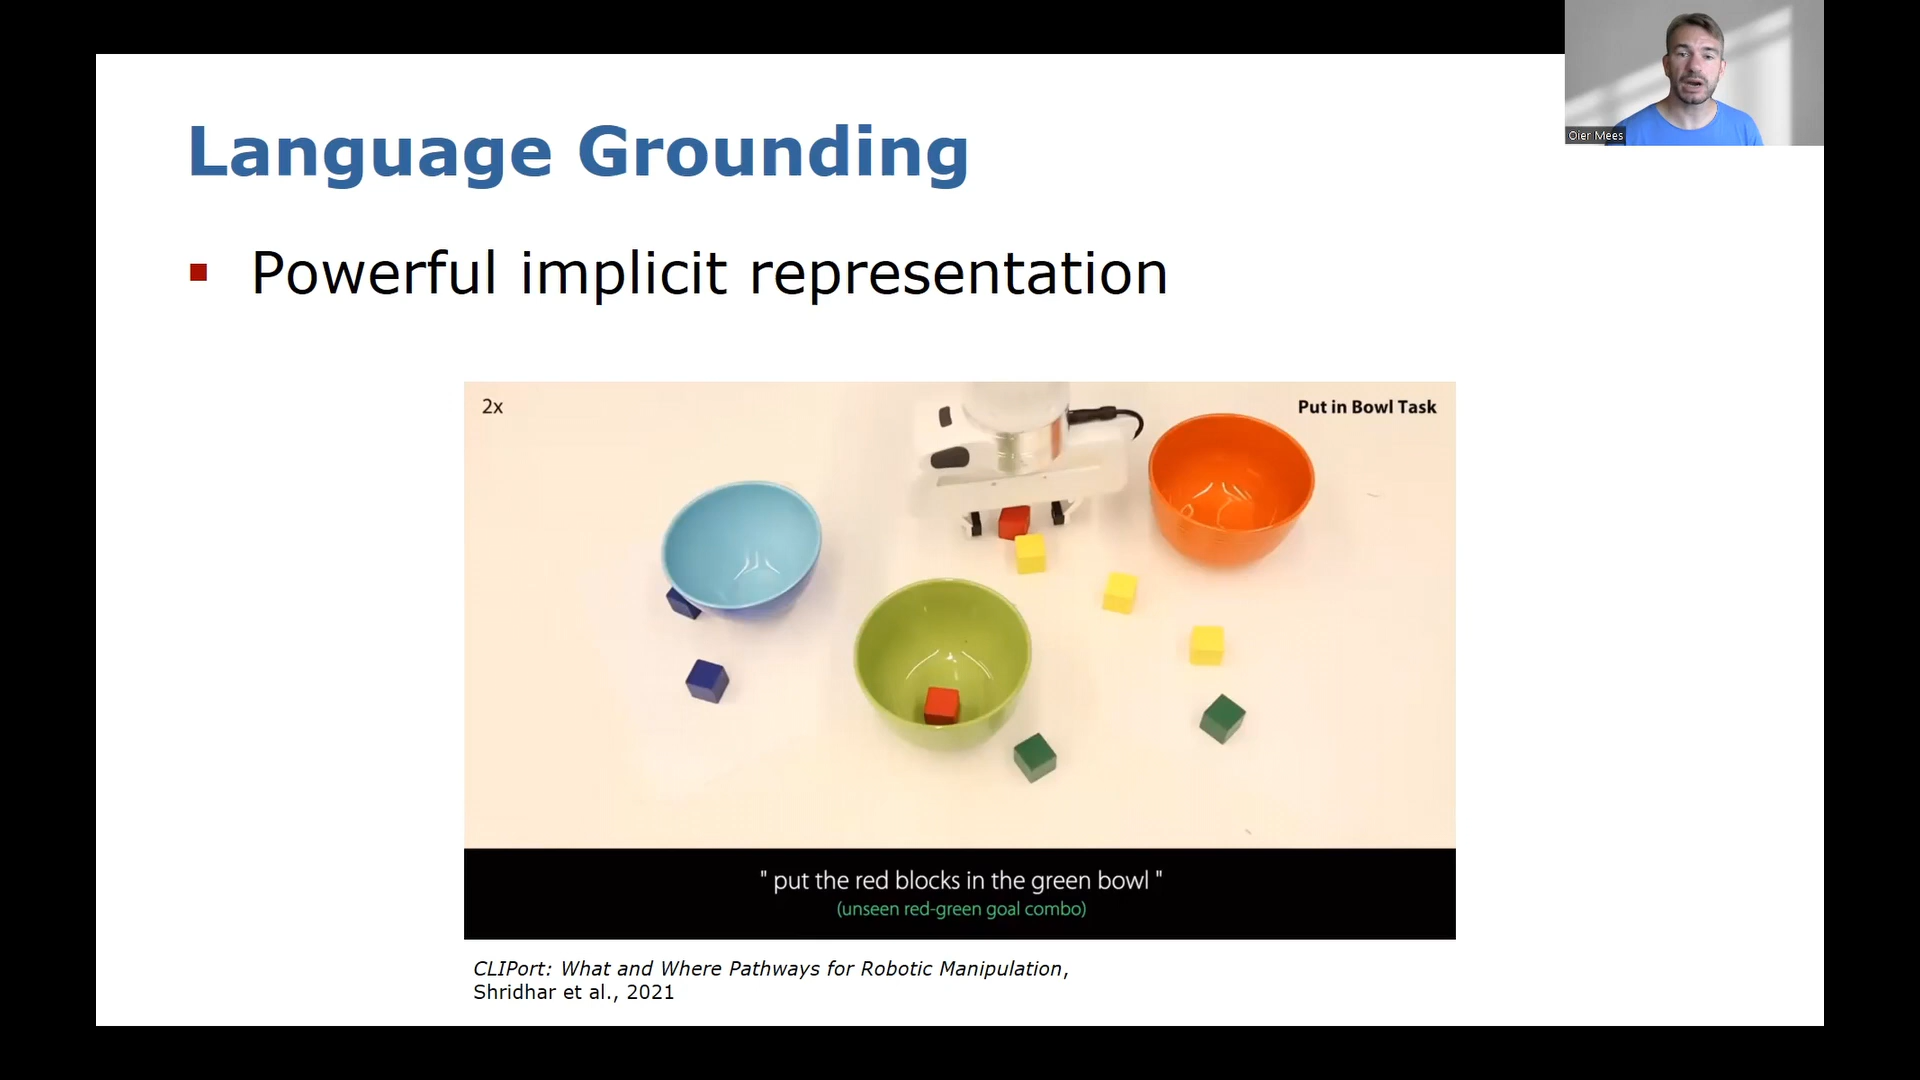 Language Grounding
Oier Mees
▪ Powerful implicit representation
2x
Put in Bowl Task
" put the red blocks in the green bowl "
(unseen red-green goal combo)
CLIPort: What and Where Pathways for Robotic Manipulation,
Shridhar et al., 2021